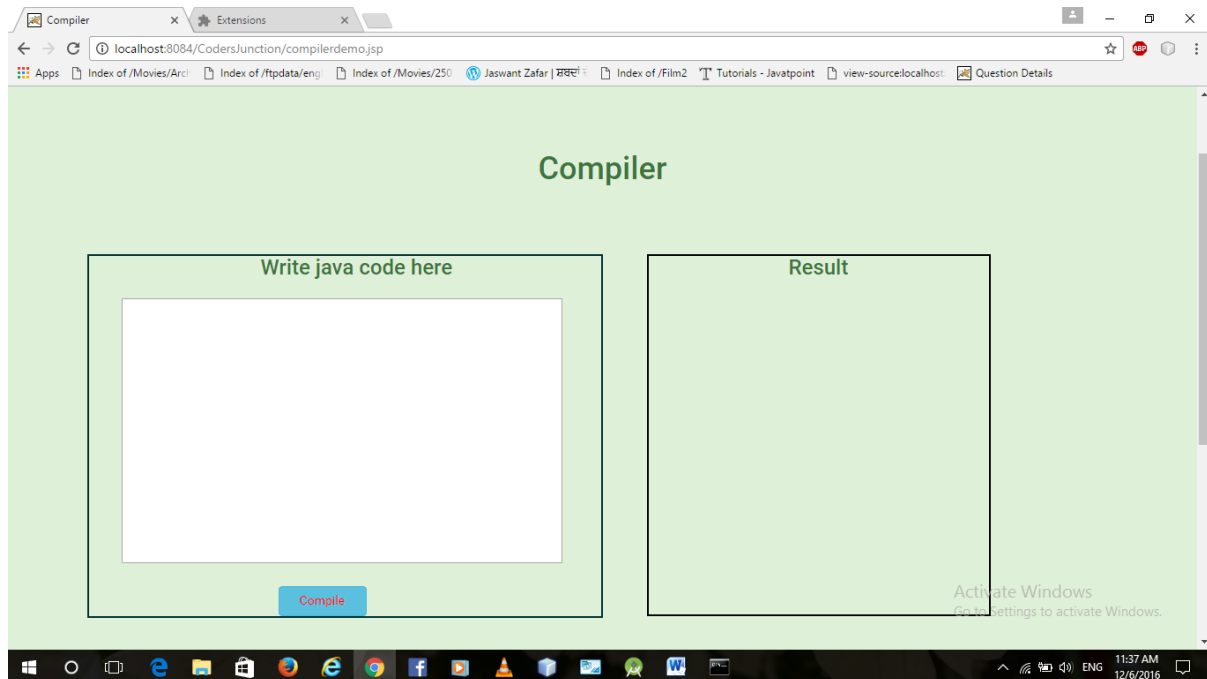 Compiler
Extensions
localhost:8084/CodersJunction/compilerdemo.jsp
ABP
Apps Index of /Movies/Arch Index of /ftpdata/eng Index of /Movies/250 Jaswant Zafar | ਸ਼ਬਦਾਂ Index of /Film2 Tutorials - Javatpoint view-source:localhost: Question Details
Compiler
Write java code here
Result
Compile
Activate Windows
Go to Settings to activate Windows.
ENG
11:37 AM
12/6/2016